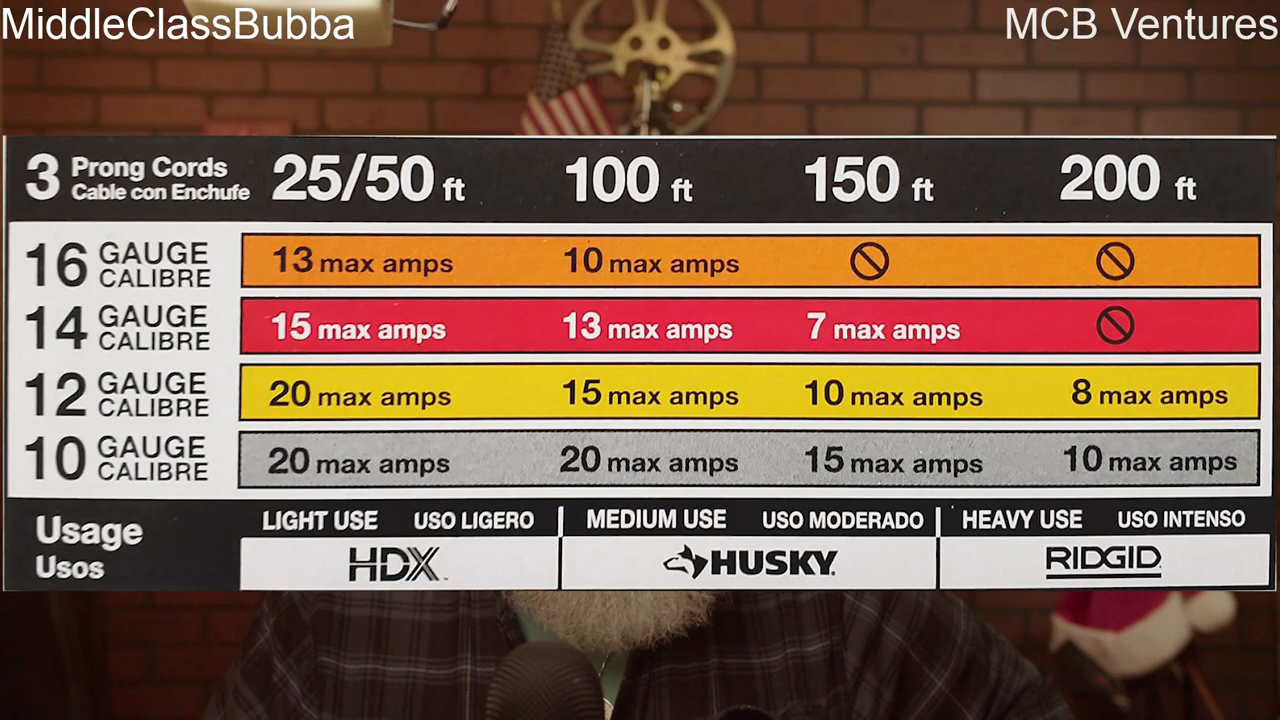 MiddleClassBubba
MCB Ventures
3 Prong Cords
Cable con Enchufe
25/50 ft 100 ft 150 ft 200 ft
16 GAUGE
CALIBRE
13 max amps 10 max amps
14 GAUGE
CALIBRE
15 max amps 13 max amps 7 max amps
12 GAUGE
CALIBRE
20 max amps 15 max amps 10 max amps 8 max amps
10 GAUGE
CALIBRE
20 max amps 20 max amps 15 max amps 10 max amps
Usage
Usos
LIGHT USE USO LIGERO MEDIUM USE USO MODERADO HEAVY USE USO INTENSO
HDX HUSKY RIDGID